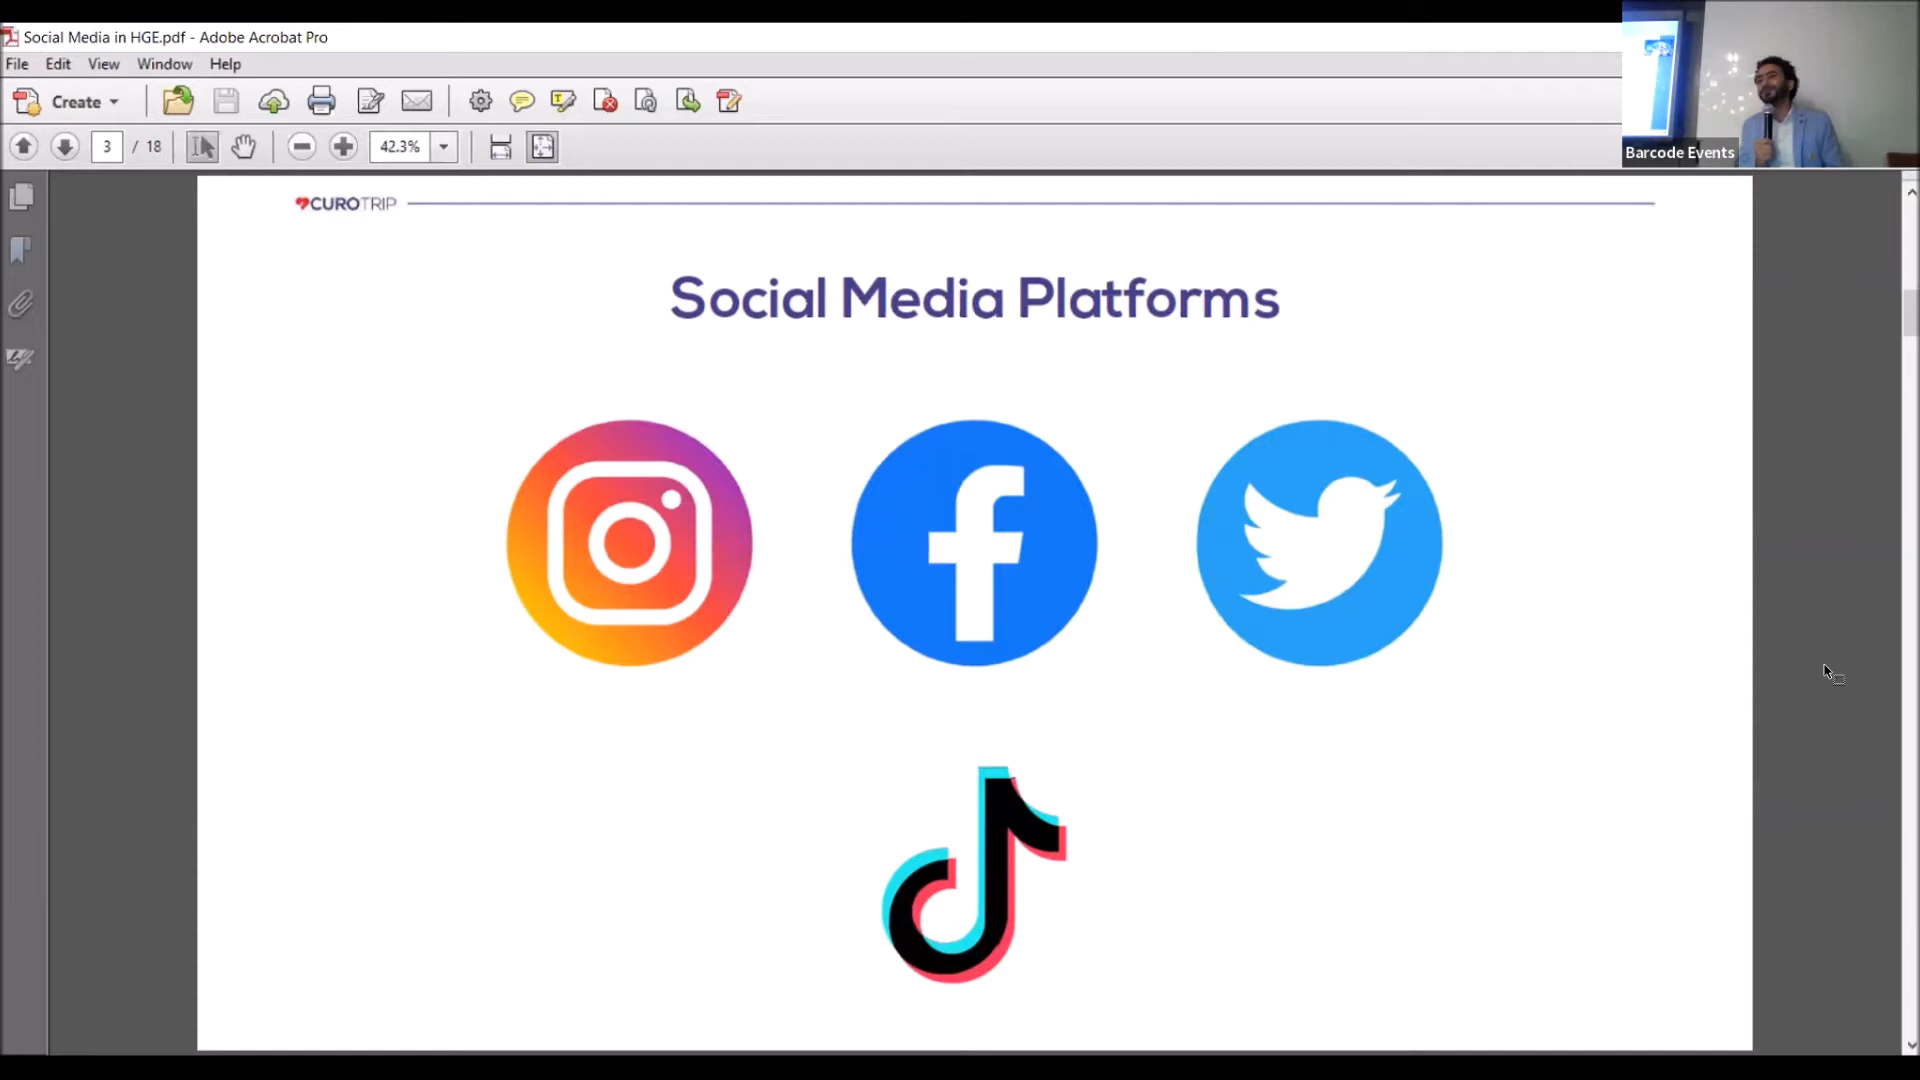 Social Media in HGE.pdf - Adobe Acrobat Pro
File Edit View Window Help
Create
3 / 18 42.3%
Barcode Events
CUROTRIP
Social Media Platforms